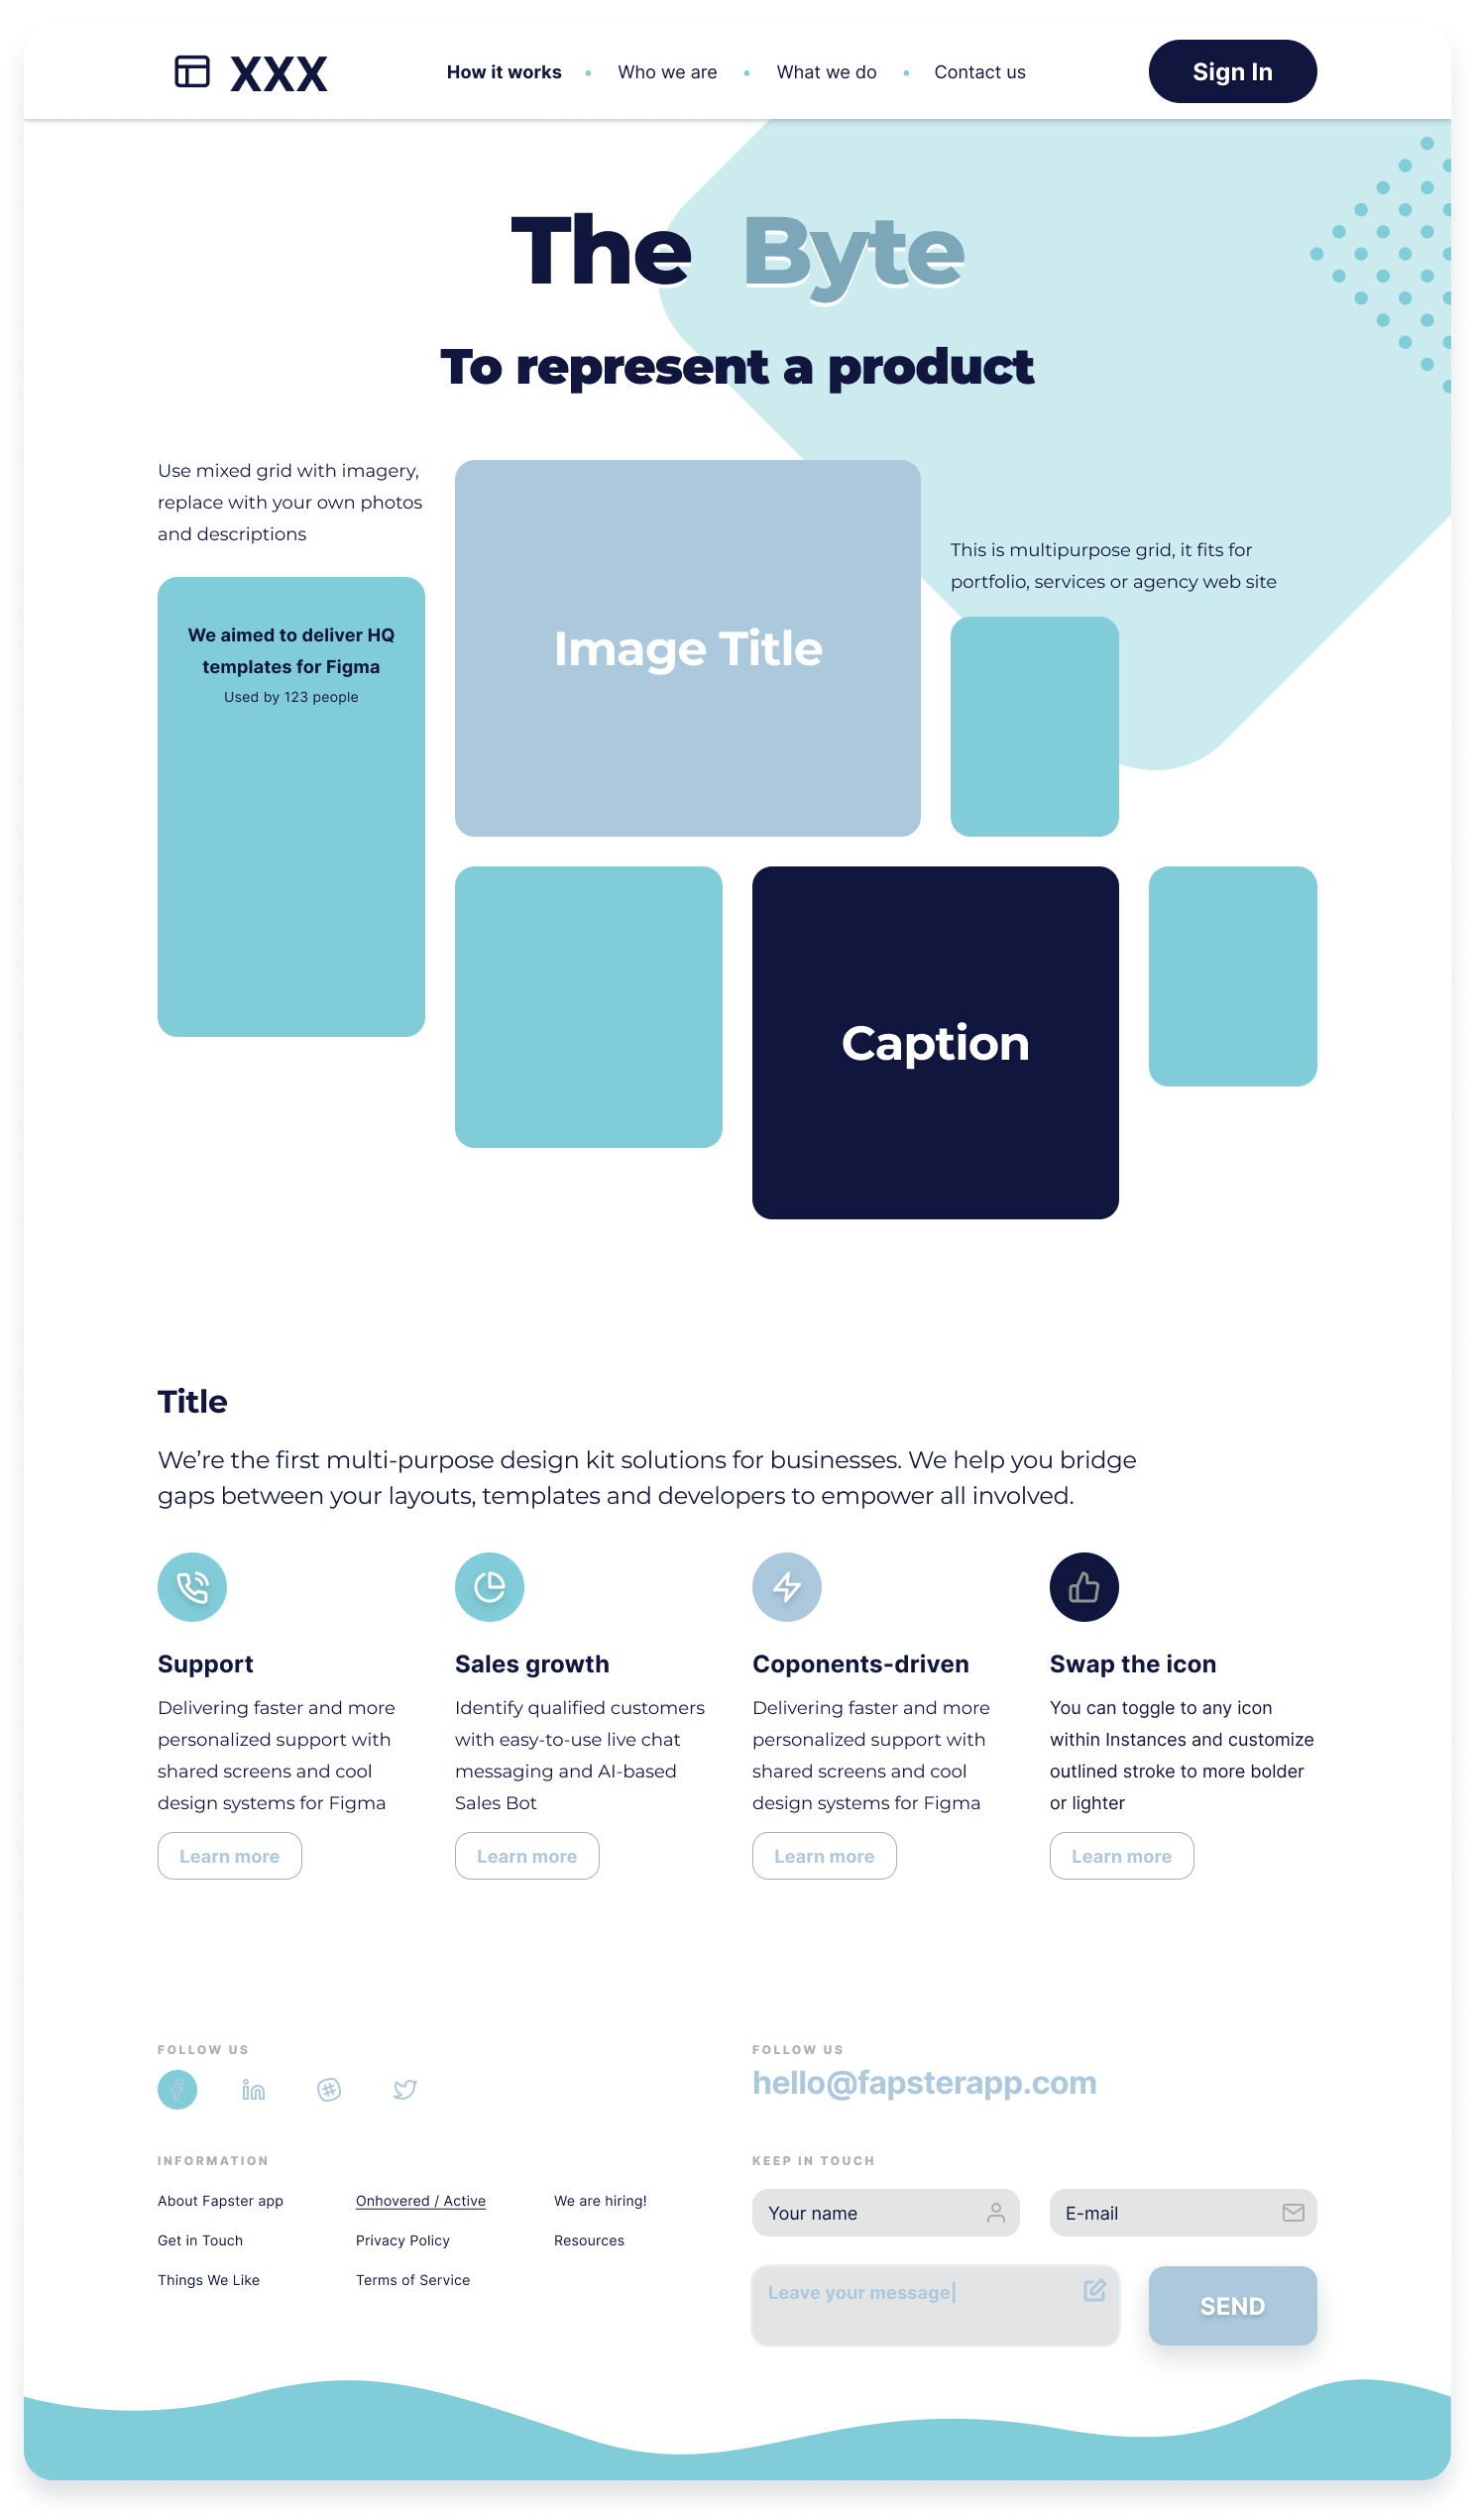 XXX
How it works • Who we are • What we do • Contact us
Sign In
The Byte
To represent a product
Use mixed grid with imagery,
replace with your own photos
and descriptions
We aimed to deliver HQ
templates for Figma
Used by 123 people
Image Title
This is multipurpose grid, it fits for
portfolio, services or agency web site
Caption
Title
We’re the first multi-purpose design kit solutions for businesses. We help you bridge
gaps between your layouts, templates and developers to empower all involved.
Support
Delivering faster and more
personalized support with
shared screens and cool
design systems for Figma
Learn more
Sales growth
Identify qualified customers
with easy-to-use live chat
messaging and AI-based
Sales Bot
Learn more
Coponents-driven
Delivering faster and more
personalized support with
shared screens and cool
design systems for Figma
Learn more
Swap the icon
You can toggle to any icon
within Instances and customize
outlined stroke to more bolder
or lighter
Learn more
FOLLOW US
FOLLOW US
hello@fapsterapp.com
INFORMATION
About Fapster app
Get in Touch
Things We Like
Onhovered / Active
Privacy Policy
Terms of Service
We are hiring!
Resources
KEEP IN TOUCH
Your name
E-mail
Leave your message|
SEND